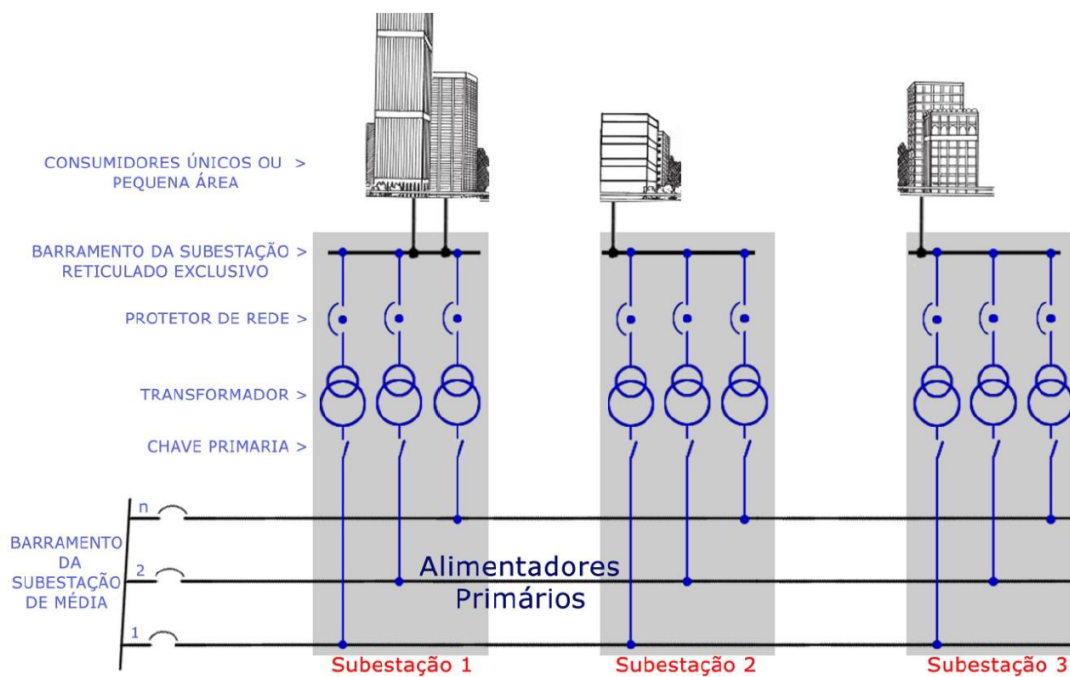 CONSUMIDORES ÚNICOS OU >
PEQUENA ÁREA
BARRAMENTO DA SUBESTAÇÃO >
RETICULADO EXCLUSIVO
PROTETOR DE REDE >
TRANSFORMADOR >
CHAVE PRIMARIA >
n
BARRAMENTO
DA
SUBESTAÇÃO
DE MÉDIA
2
1
Alimentadores
Primários
Subestação 1
Subestação 2
Subestação 3